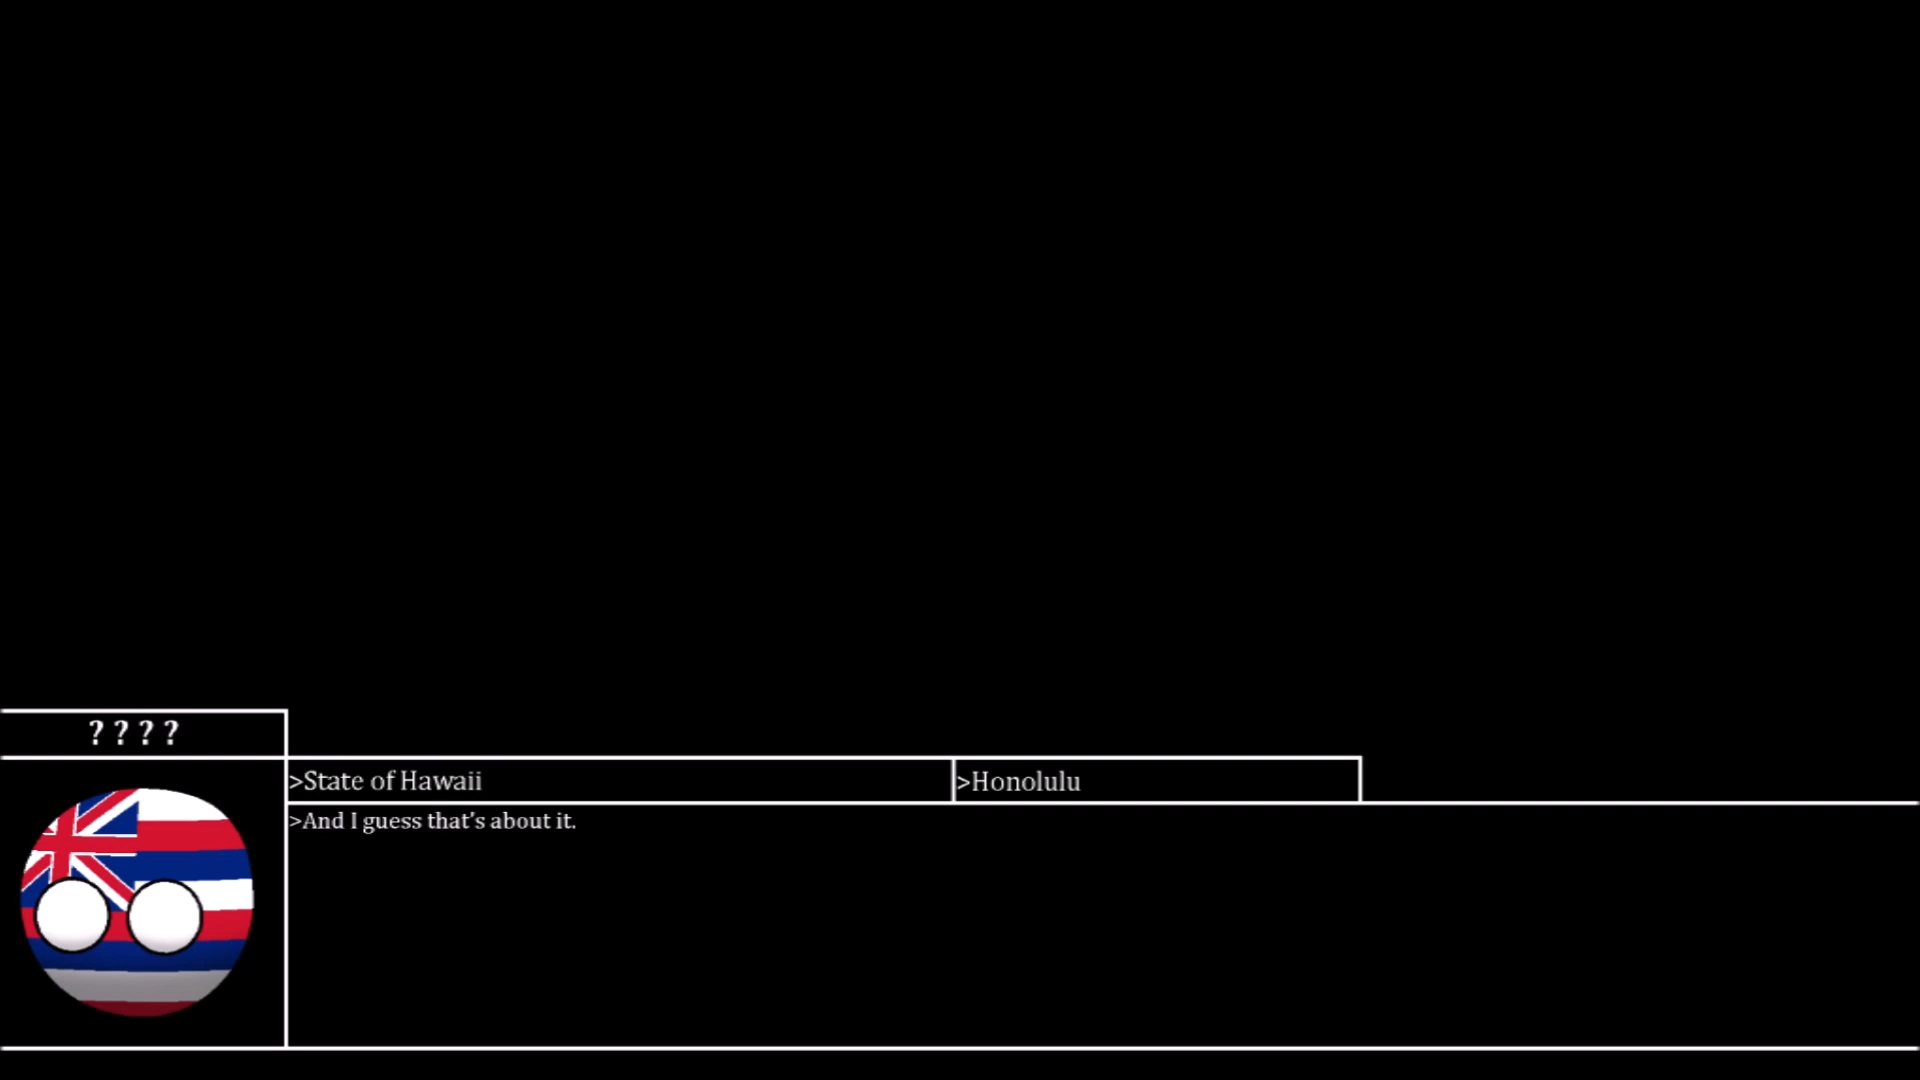 ? ? ? ?
>State of Hawaii
>Honolulu
>And I guess that's about it.